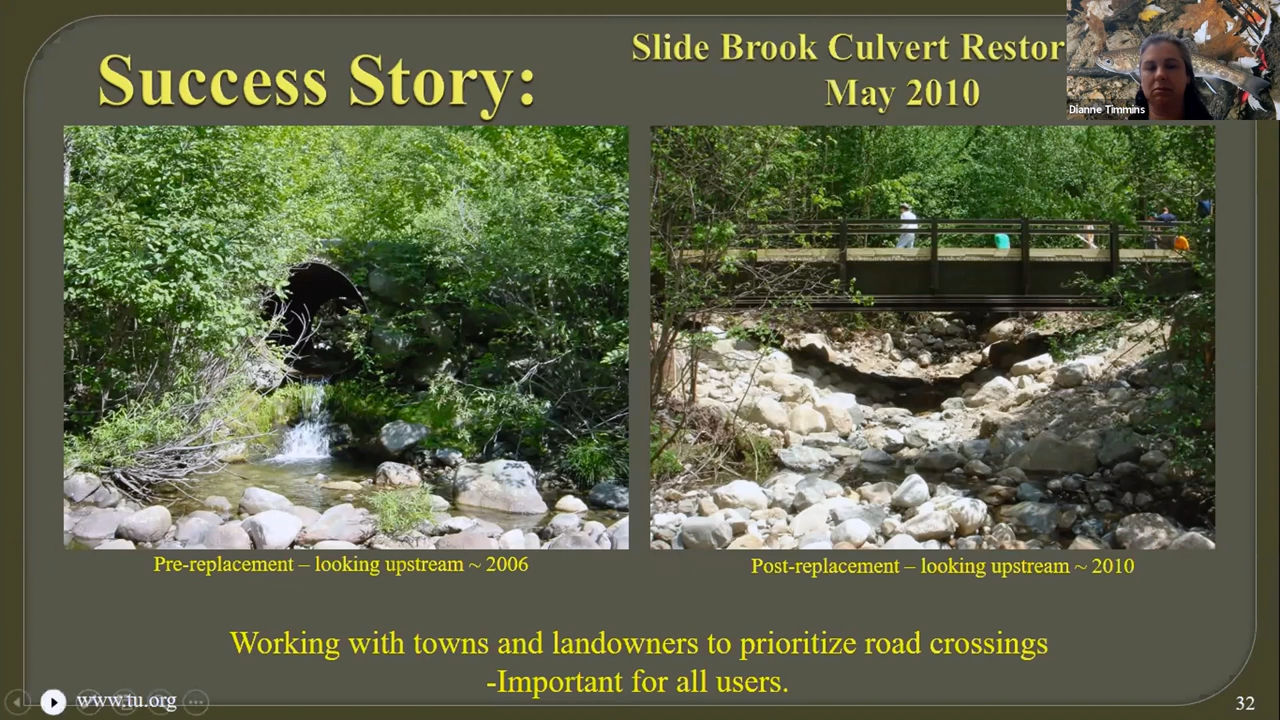 Slide Brook Culvert Restor
Success Story:
May 2010
Dianne Timmins
Pre-replacement – looking upstream ~ 2006
Post-replacement – looking upstream ~ 2010
Working with towns and landowners to prioritize road crossings
-Important for all users.
www.tu.org
32